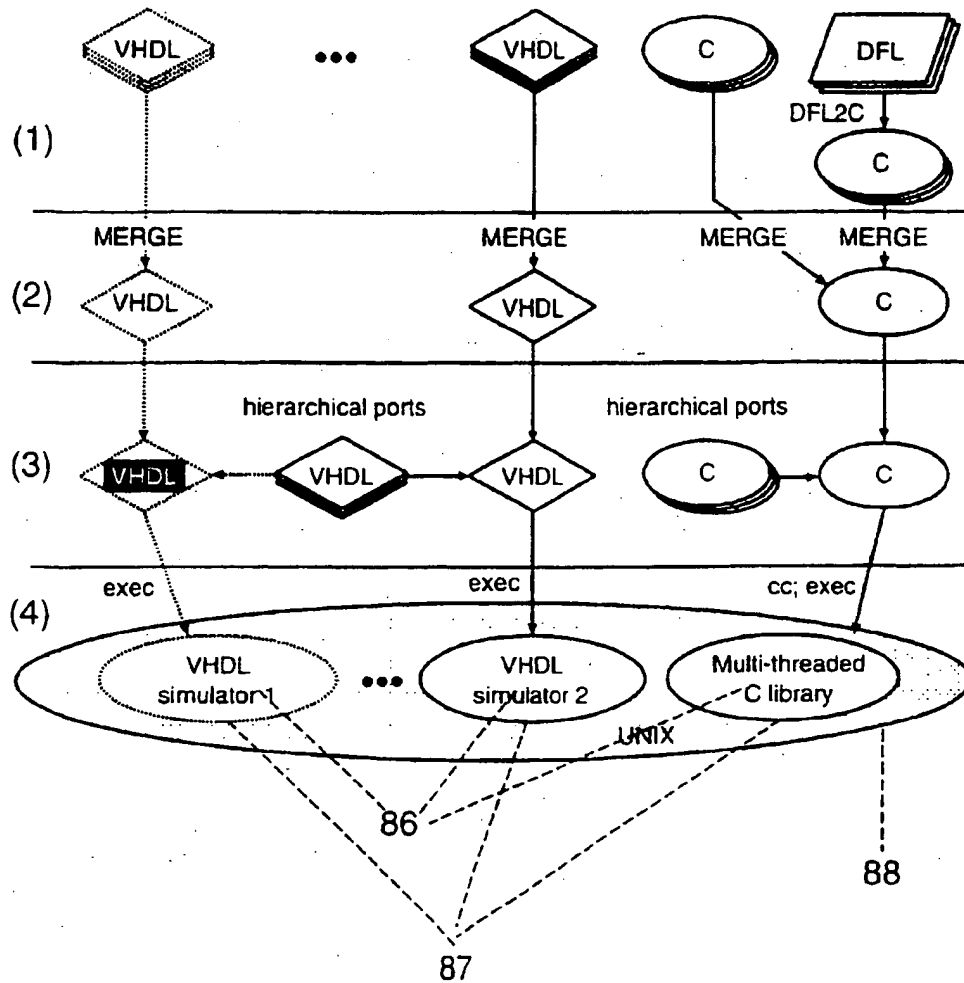 VHDL
•••
VHDL
C
DFL
DFL2C
(1)
C
MERGE
MERGE
MERGE
MERGE
(2)
VHDL
VHDL
C
hierarchical ports
hierarchical ports
(3)
VHDL
VHDL
VHDL
C
C
exec
exec
cc; exec
(4)
VHDL
simulator 1
•••
VHDL
simulator 2
Multi-threaded
C library
UNIX
86
88
87